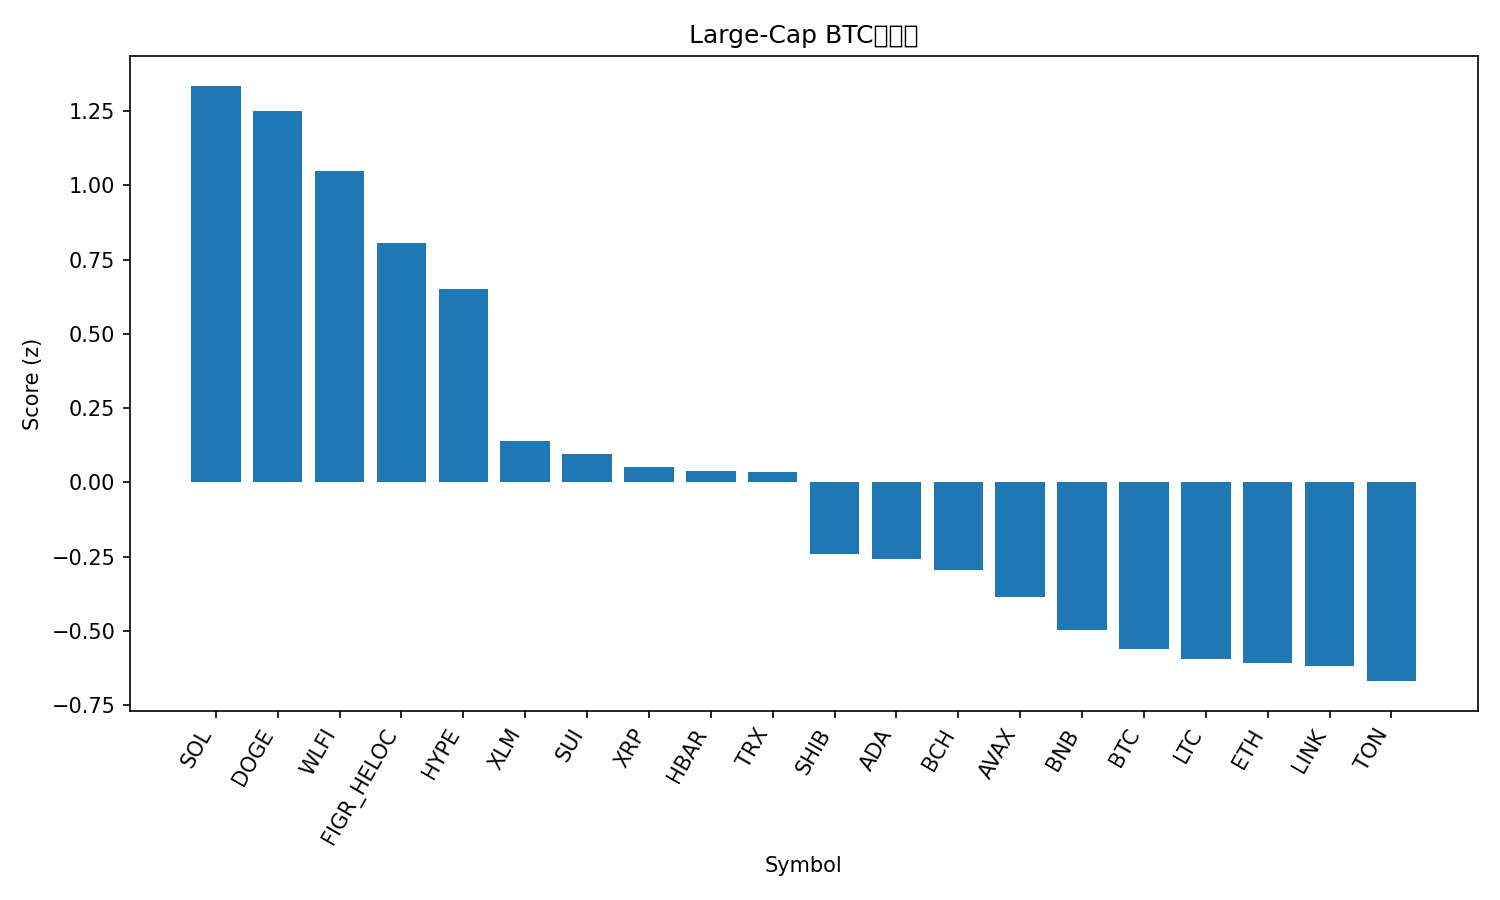 Large-Cap BTC
1.25
1.00
0.75
0.50
0.25
0.00
−0.25
−0.50
−0.75
Score (z)
SOL
DOGE
WLFI
FIGR_HELOC
HYPE
XLM
SUI
XRP
HBAR
TRX
SHIB
ADA
BCH
AVAX
BNB
BTC
LTC
ETH
LINK
TON
Symbol